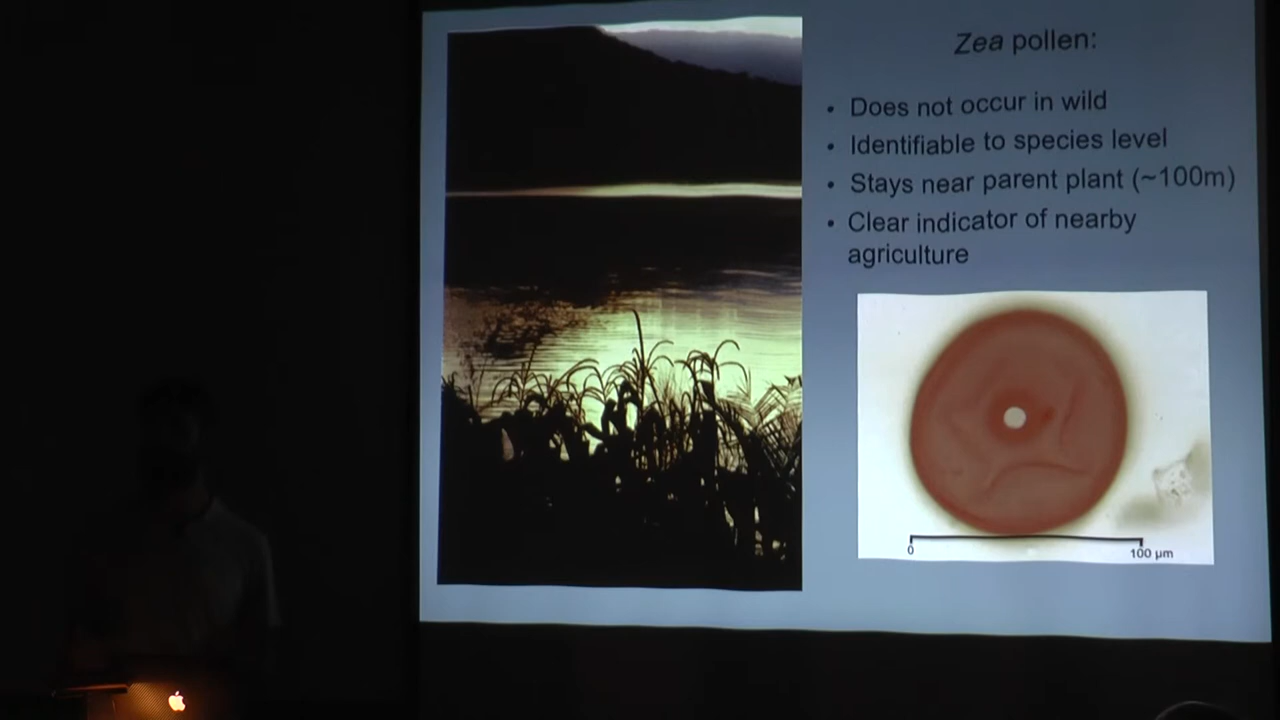 Zea pollen:
• Does not occur in wild
• Identifiable to species level
• Stays near parent plant (~100m)
• Clear indicator of nearby
agriculture
0
100 µm